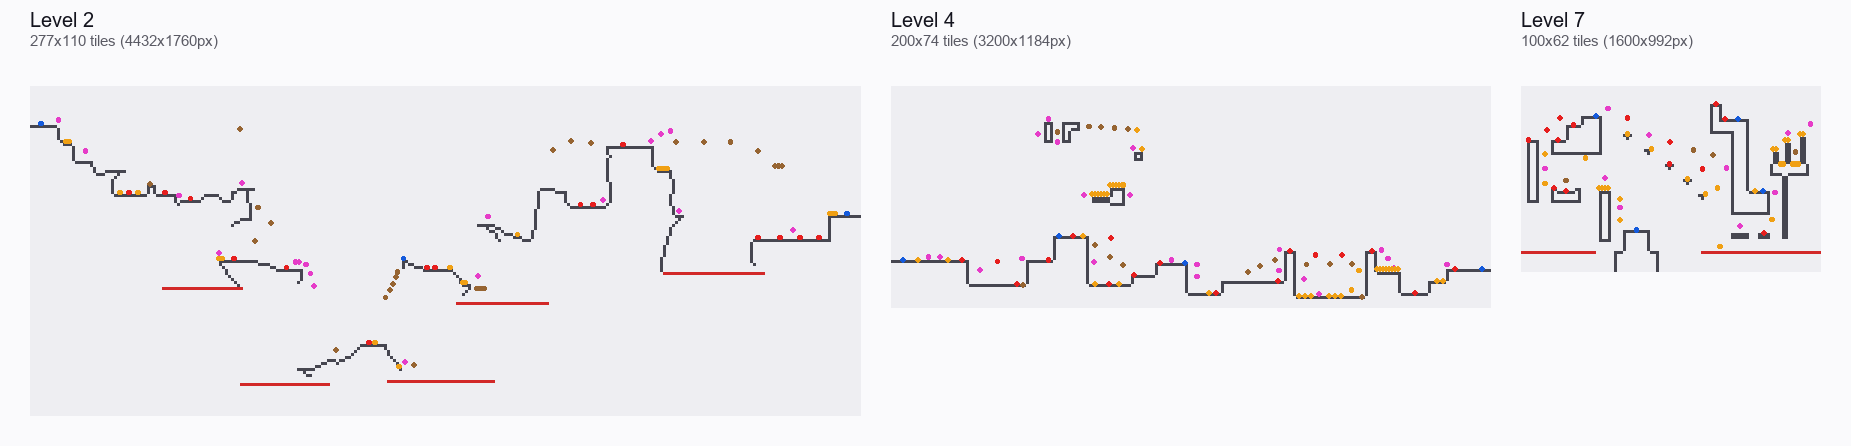 Level 2
277x110 tiles (4432x1760px)
Level 4
200x74 tiles (3200x1184px)
Level 7
100x62 tiles (1600x992px)